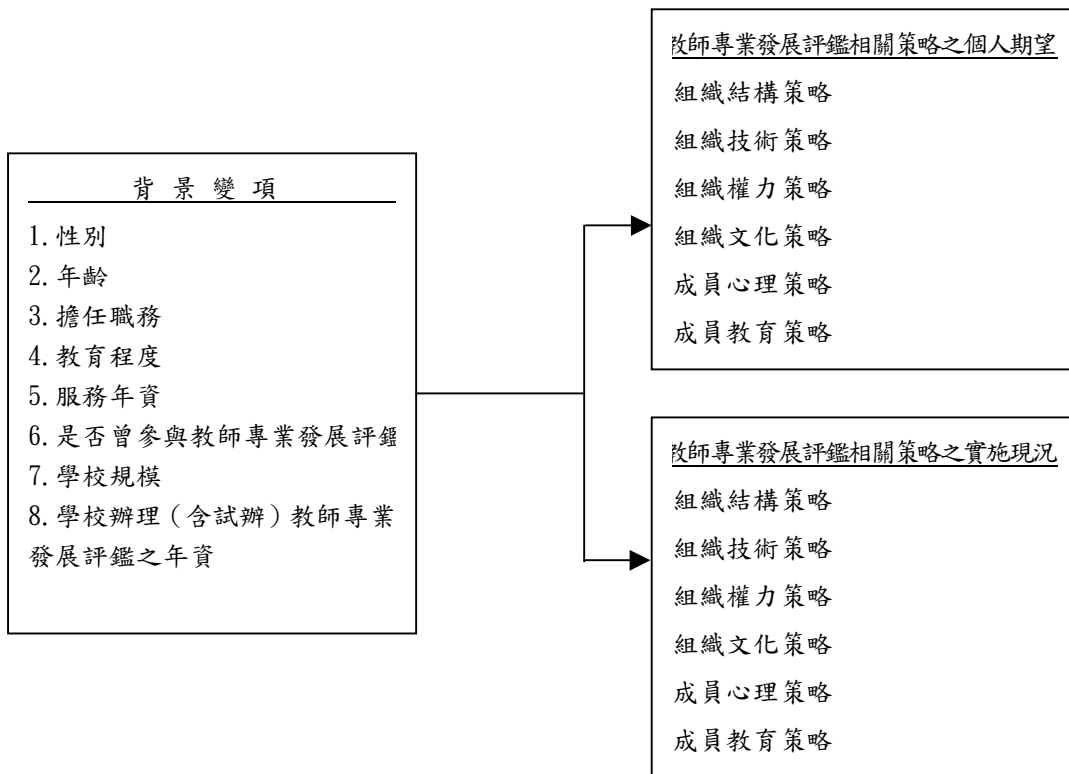 背景變項
1.性別
2.年齡
3.擔任職務
4.教育程度
5.服務年資
6.是否曾參與教師專業發展評鑑
7.學校規模
8.學校辦理（含試辦）教師專業
發展評鑑之年資
教師專業發展評鑑相關策略之個人期望
組織結構策略
組織技術策略
組織權力策略
組織文化策略
成員心理策略
成員教育策略
教師專業發展評鑑相關策略之實施現況
組織結構策略
組織技術策略
組織權力策略
組織文化策略
成員心理策略
成員教育策略